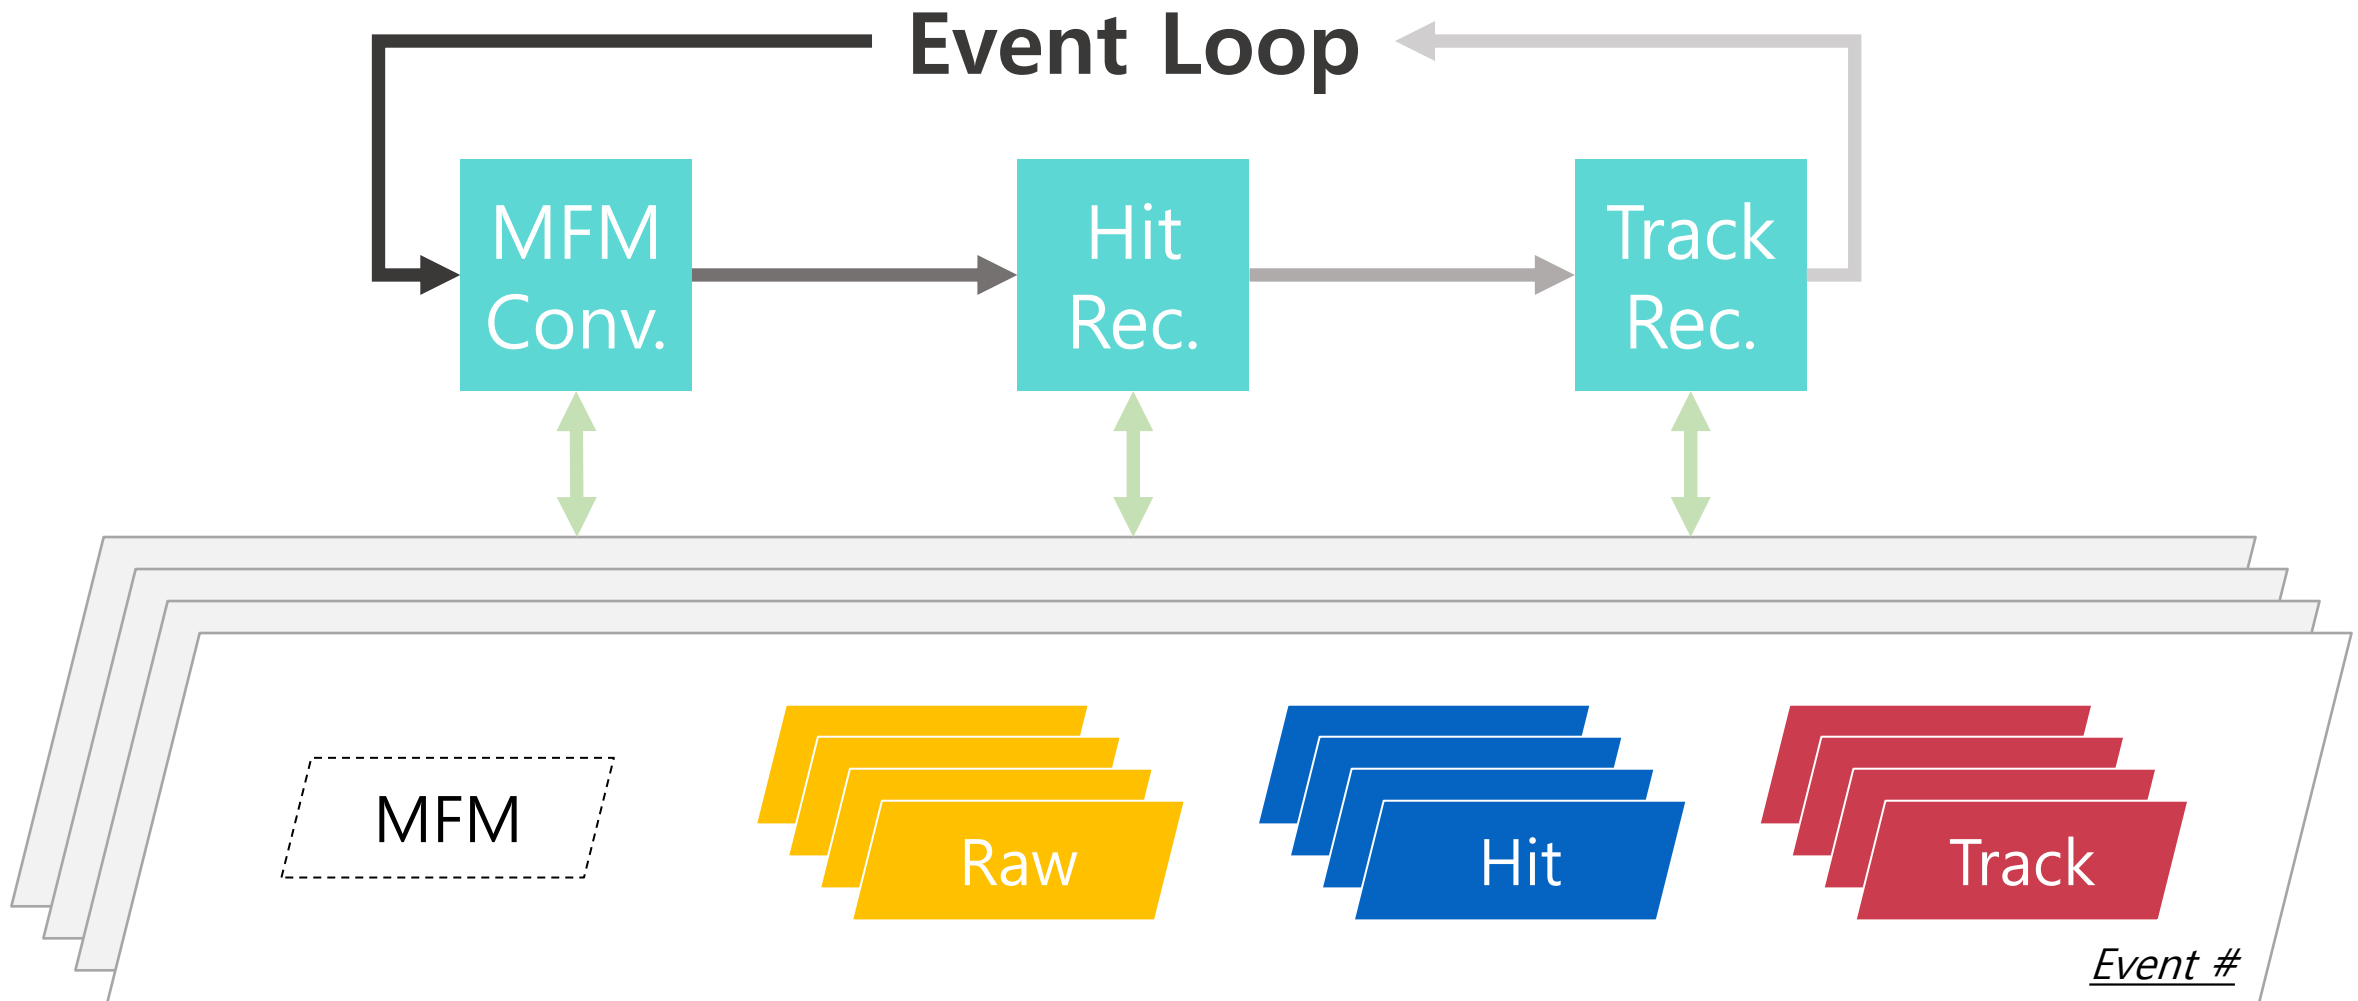 Event Loop
MFM
Conv.
Hit
Rec.
Track
Rec.
MFM
Raw
Hit
Track
Event #